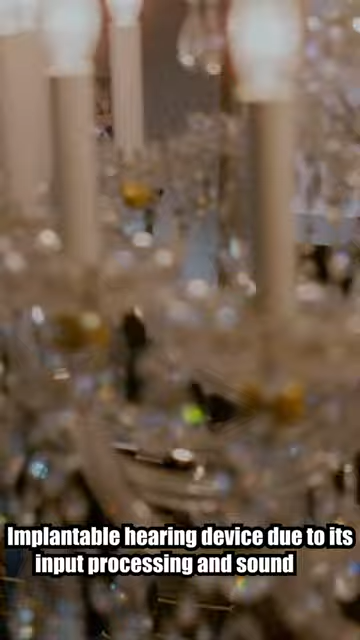 Implantable hearing device due to its
input processing and sound